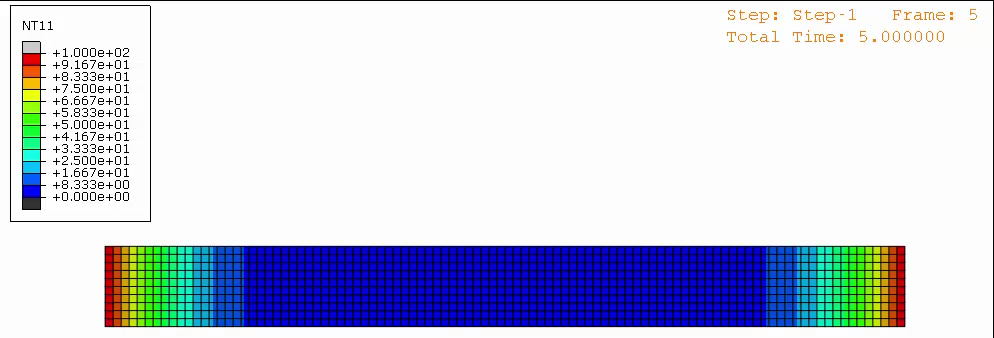 NT11
+1.000e+02
+9.167e+01
+8.333e+01
+7.500e+01
+6.667e+01
+5.833e+01
+5.000e+01
+4.167e+01
+3.333e+01
+2.500e+01
+1.667e+01
+8.333e+00
+0.000e+00
Step: Step-1 Frame: 5
Total Time: 5.000000